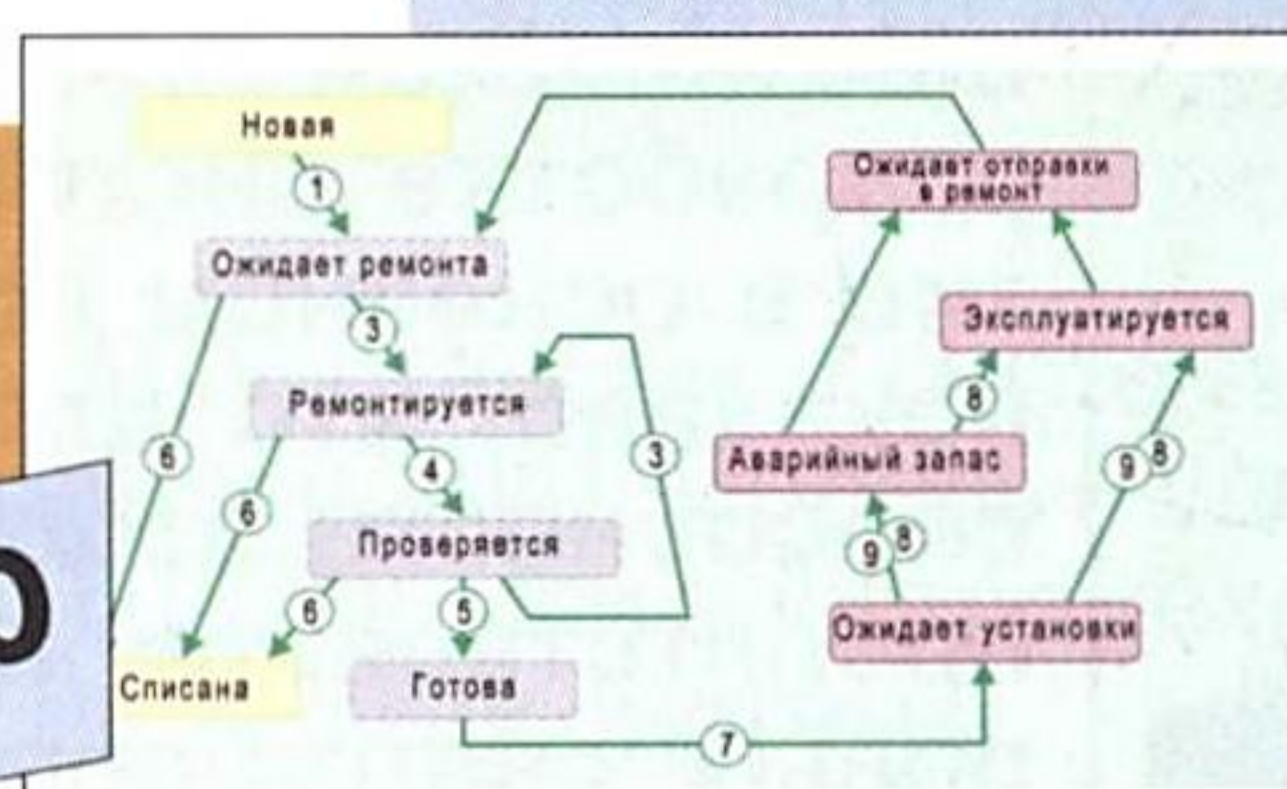 Новая
1
Ожидает ремонта
3
Ремонтируется
6
6
4
3
Проверяется
6
5
Списана
Готова
7
Ожидает отправки
в ремонт
Эксплуатируется
8
Аварийный запас
9 8
9 8
Ожидает установки